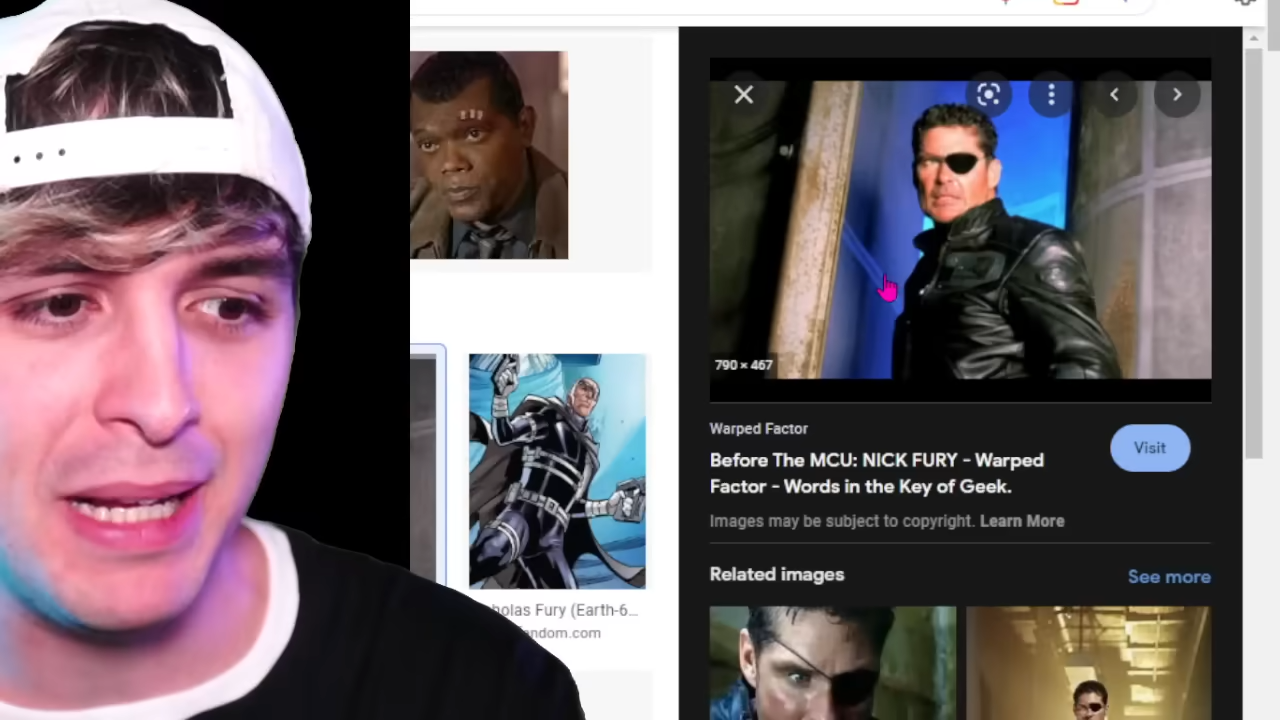 790 × 467
Warped Factor
Visit
Before The MCU: NICK FURY - Warped
Factor - Words in the Key of Geek.
Images may be subject to copyright. Learn More
Related images
See more
holas Fury (Earth-6...
andom.com